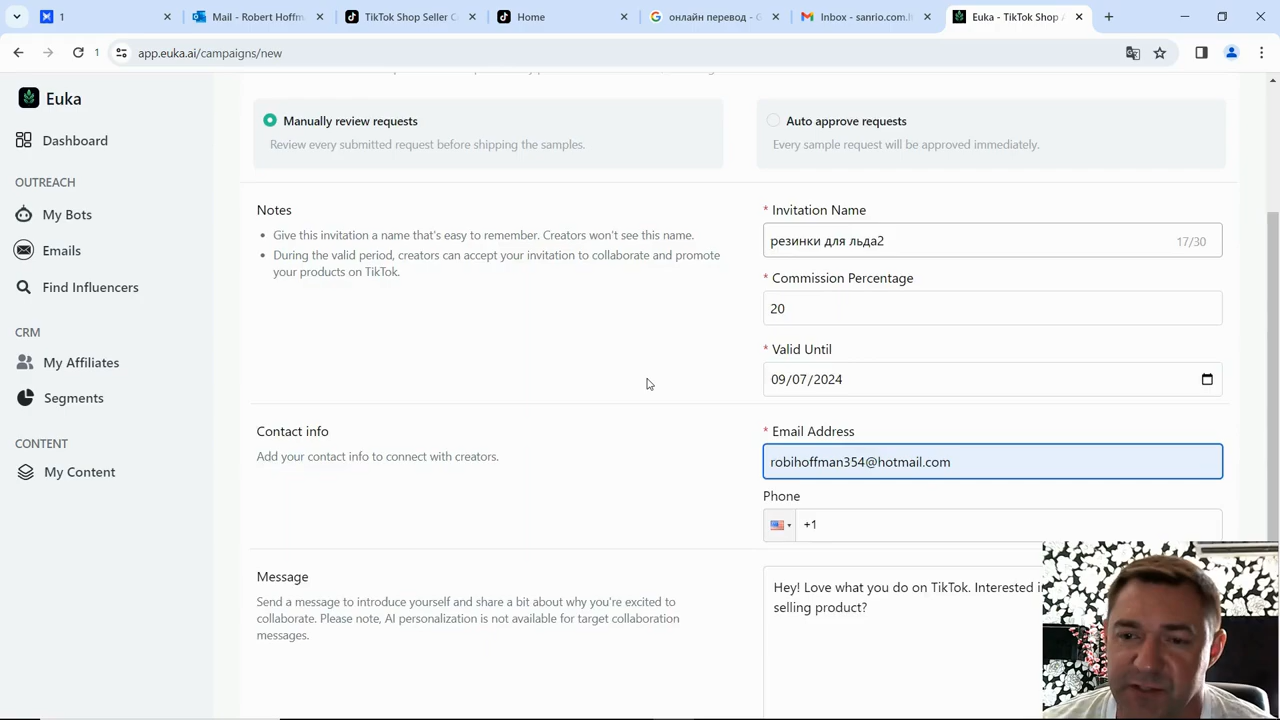 1
Mail - Robert Hoffm
TikTok Shop Seller C
Home
онлайн перевод - G
Inbox - sanrio.com.l
Euka - TikTok Shop A
1
app.euka.ai/campaigns/new
Euka
Dashboard
OUTREACH
My Bots
Emails
Find Influencers
CRM
My Affiliates
Segments
CONTENT
My Content
Manually review requests
Review every submitted request before shipping the samples.
Auto approve requests
Every sample request will be approved immediately.
Notes
Give this invitation a name that's easy to remember. Creators won't see this name.
During the valid period, creators can accept your invitation to collaborate and promote
your products on TikTok.
* Invitation Name
резинки для льда2
17/30
* Commission Percentage
20
* Valid Until
09/07/2024
Contact info
Add your contact info to connect with creators.
* Email Address
robihoffman354@hotmail.com
Phone
+1
Message
Send a message to introduce yourself and share a bit about why you're excited to
collaborate. Please note, AI personalization is not available for target collaboration
messages.
Hey! Love what you do on TikTok. Interested i
selling product?